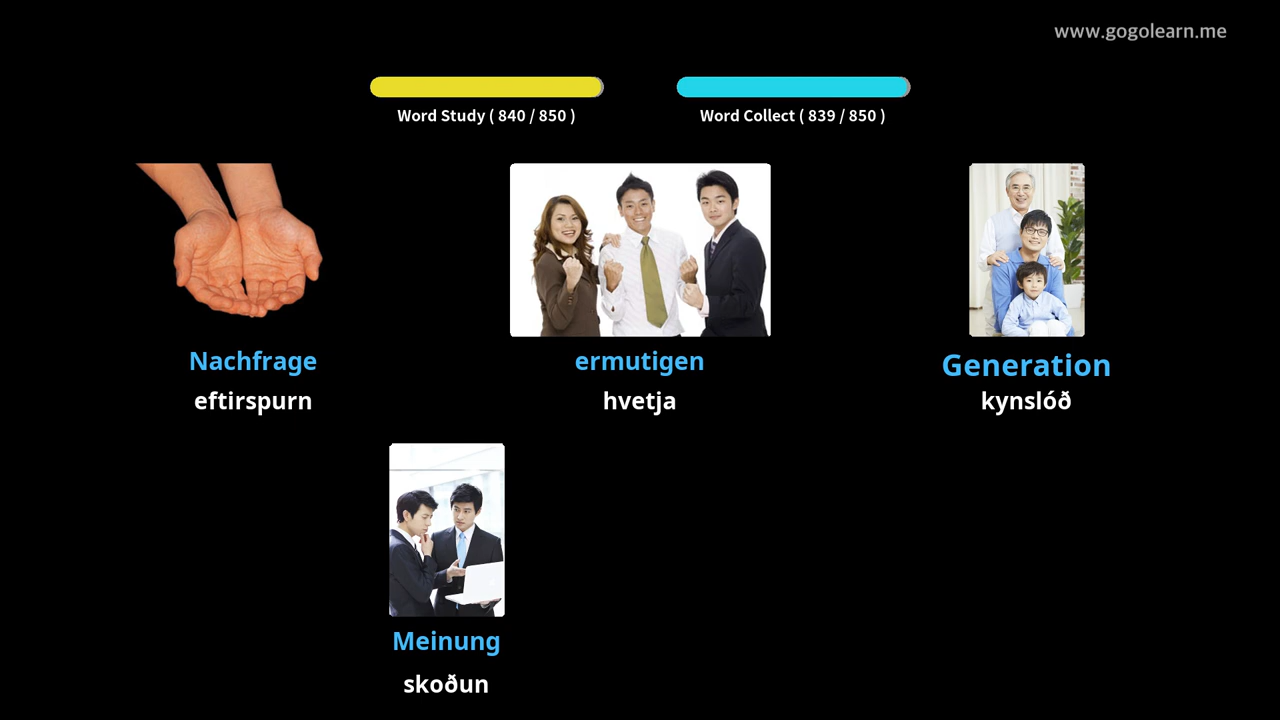 www.gogolearn.me
Word Study ( 840 / 850 )
Word Collect ( 839 / 850 )
Nachfrage
eftirspurn
ermutigen
hvetja
Generation
kynslóð
Meinung
skoðun